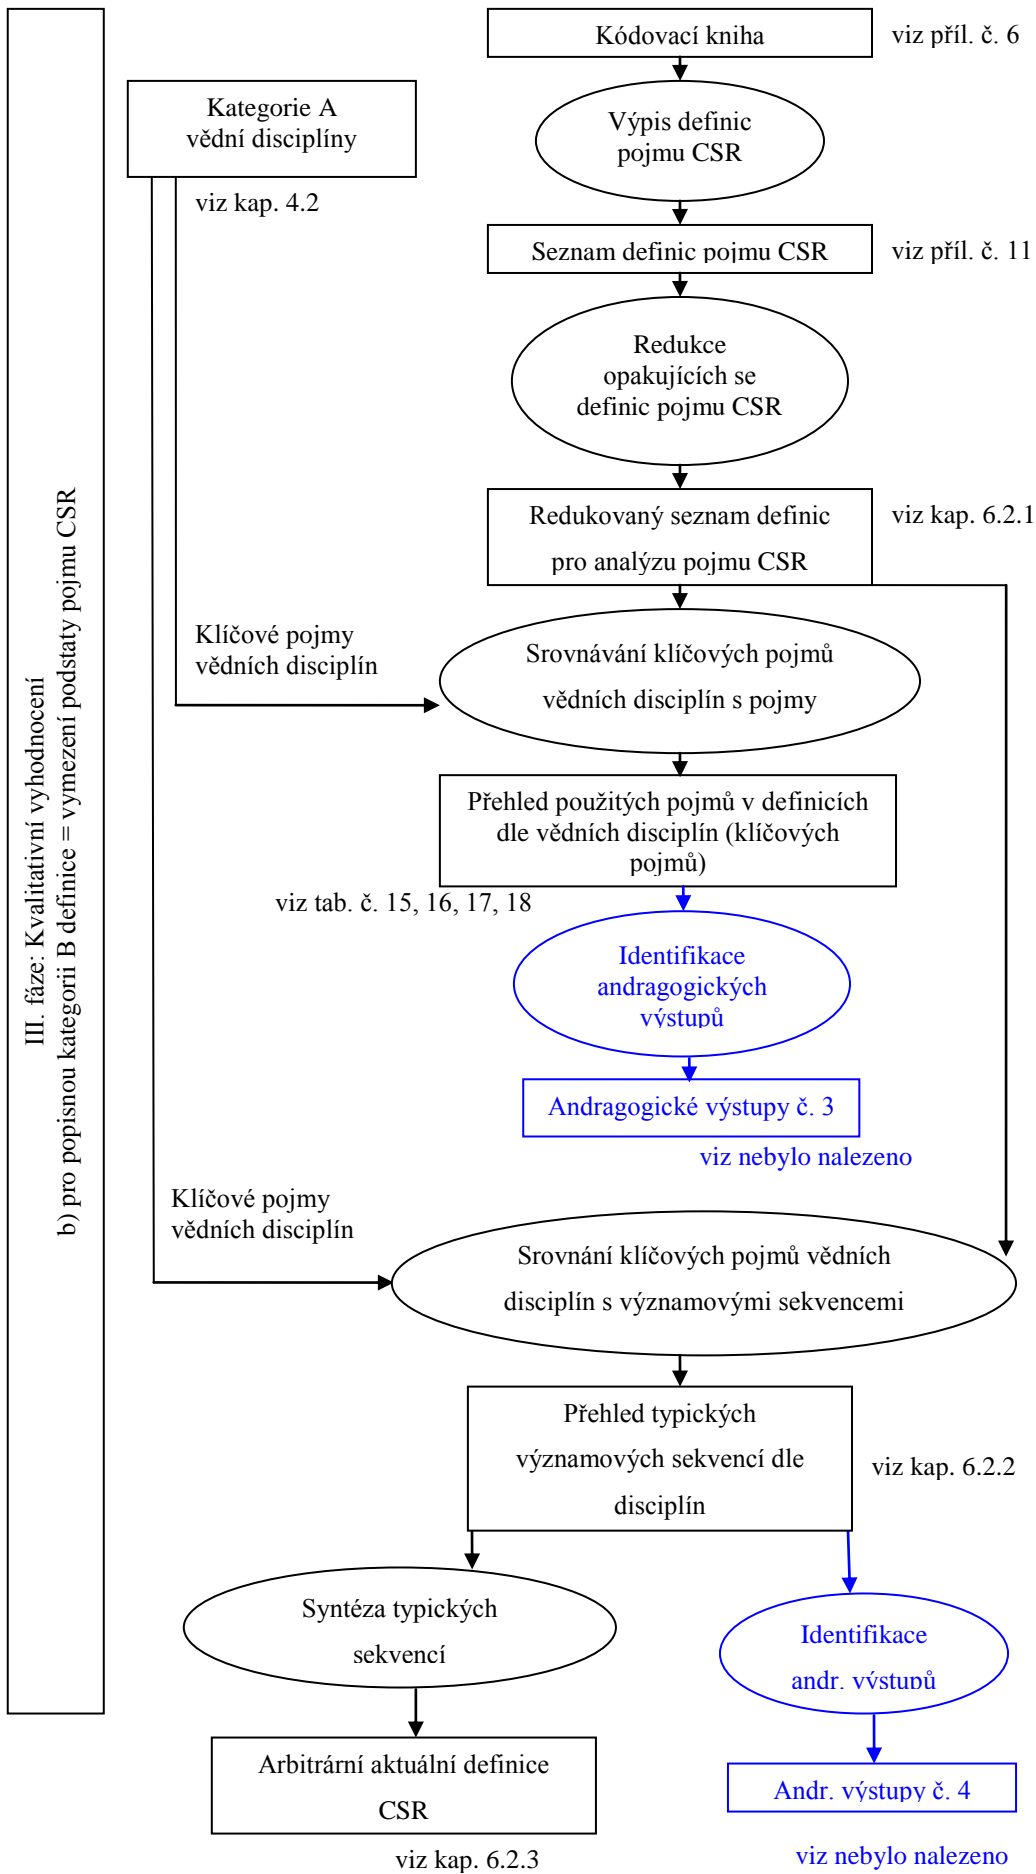 III. fáze: Kvalitativní vyhodnocení
b) pro popisnou kategorii B definice = vymezení podstaty pojmu CSR
Kódovací kniha
viz příl. č. 6
Kategorie A
vědní disciplíny
viz kap. 4.2
Výpis definic
pojmu CSR
Seznam definic pojmu CSR
viz příl. č. 11
Redukce
opakujících se
definic pojmu CSR
Redukovaný seznam definic
pro analýzu pojmu CSR
viz kap. 6.2.1
Klíčové pojmy
vědních disciplín
Srovnávání klíčových pojmů
vědních disciplín s pojmy
Přehled použitých pojmů v definicích
dle vědních disciplín (klíčových
pojmů)
viz tab. č. 15, 16, 17, 18
Identifikace
andragogických
výstupů
Andragogické výstupy č. 3
viz nebylo nalezeno
Klíčové pojmy
vědních disciplín
Srovnání klíčových pojmů vědních
disciplín s významovými sekvencemi
Přehled typických
významových sekvencí dle
disciplín
viz kap. 6.2.2
Syntéza typických
sekvencí
Identifikace
andr. výstupů
Arbitrární aktuální definice
CSR
viz kap. 6.2.3
Andr. výstupy č. 4
viz nebylo nalezeno